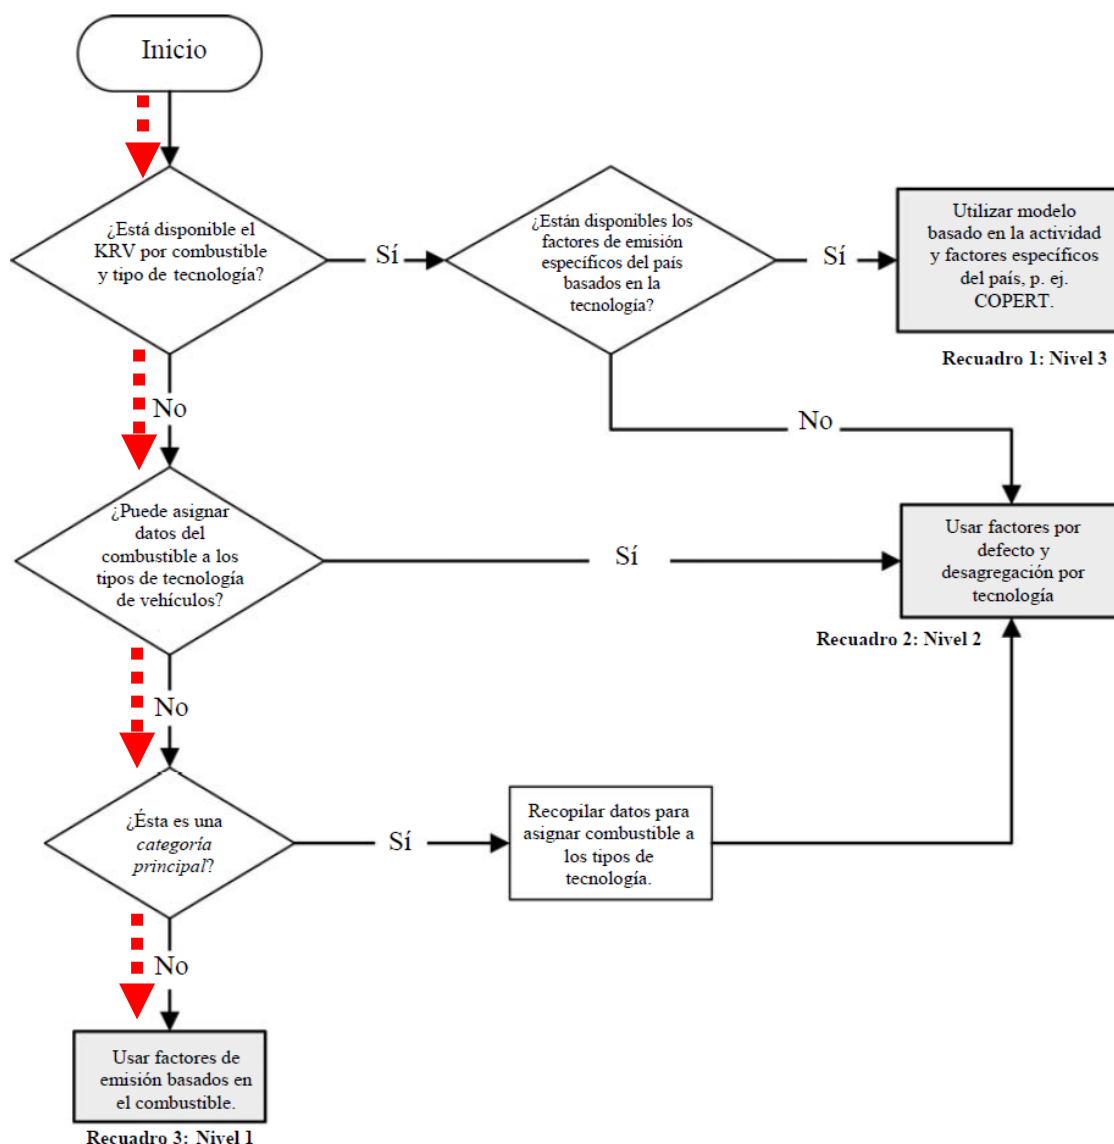 Inicio
¿Está disponible el
KRV por combustible
y tipo de tecnología?
Sí
¿Están disponibles los
factores de emisión
específicos del país
basados en la
tecnología?
Sí
Utilizar modelo
basado en la actividad
y factores específicos
del país, p. ej.
COPERT.
Recuadro 1: Nivel 3
No
No
¿Puede asignar
datos del
combustible a los
tipos de tecnología
de vehículos?
Sí
Usar factores por
defecto y
desagregación por
tecnología
Recuadro 2: Nivel 2
No
¿Ésta es una
categoría
principal?
Sí
Recopilar datos para
asignar combustible a
los tipos de
tecnología.
No
Usar factores de
emisión basados en
el combustible.
Recuadro 3: Nivel 1